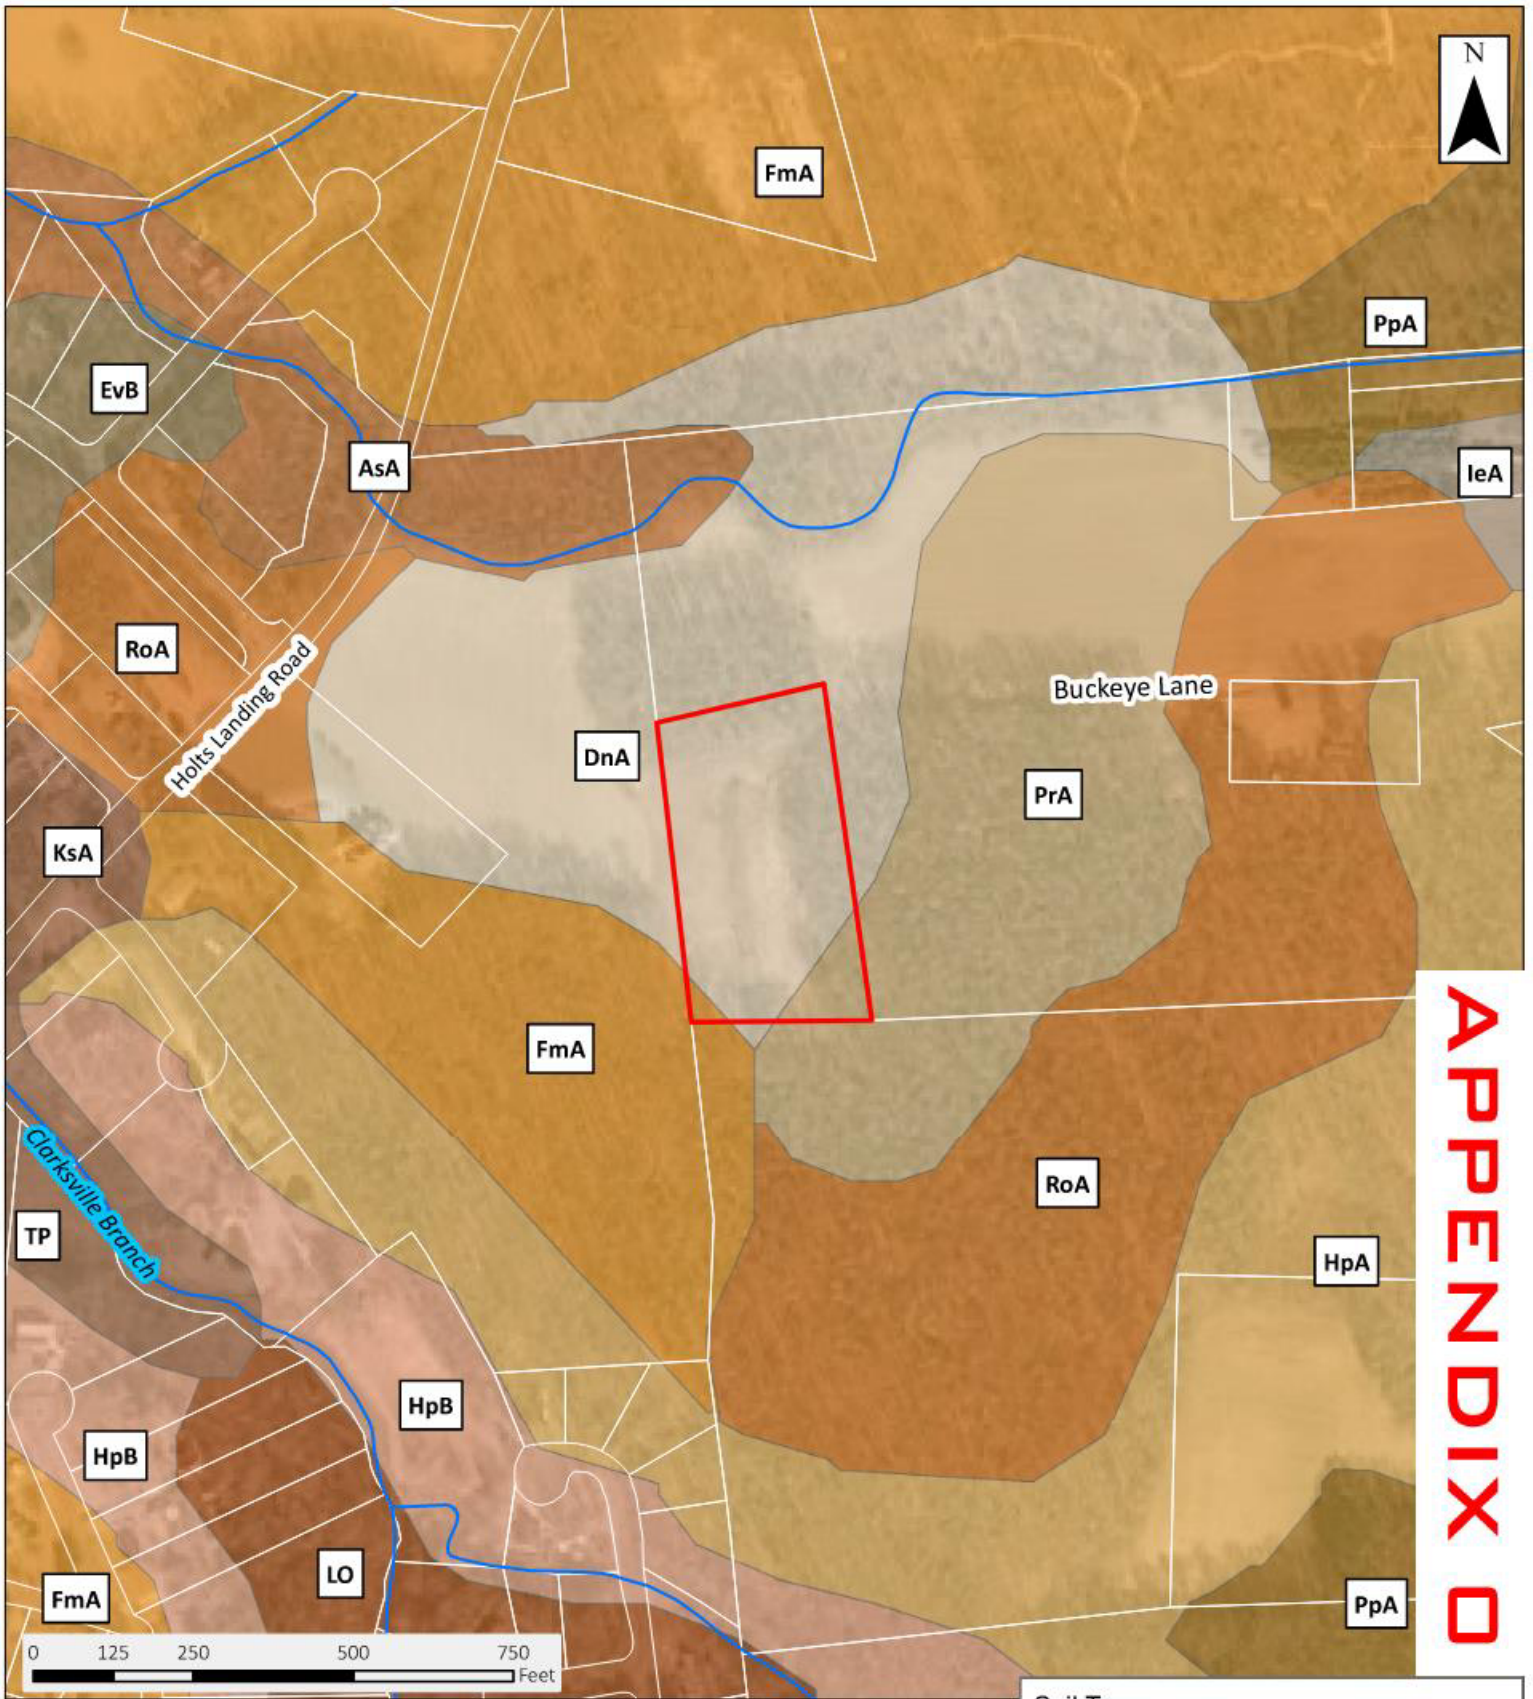 N
FmA
PpA
EvB
AsA
IeA
RoA
Holts Landing Road
Buckeye Lane
DnA
PrA
KsA
FmA
RoA
Clarksville Branch
TP
HpA
HpB
HpB
LO
FmA
PpA
0 125 250 500 750
Feet
APPENDIX O